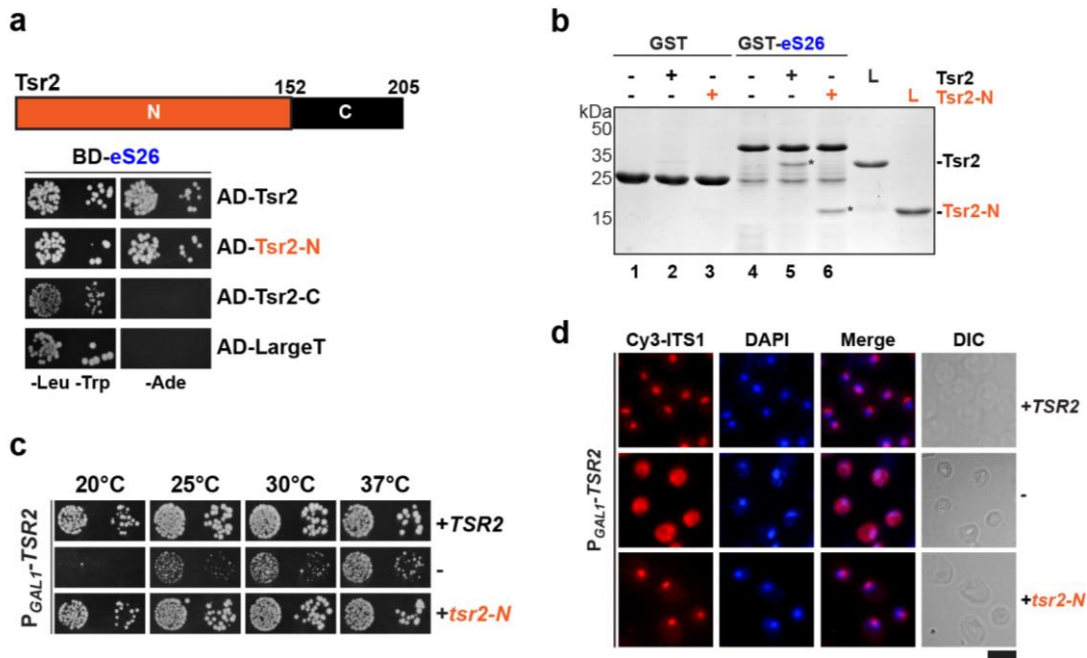 a
Tsr2 152 205
N C
BD-eS26
AD-Tsr2
AD-Tsr2-N
AD-Tsr2-C
AD-LargeT
-Leu -Trp -Ade
b
GST GST-eS26
- + - - + - L Tsr2
- - + - - + L Tsr2-N
kDa
50
35
25
15
-Tsr2
-Tsr2-N
* *
1 2 3 4 5 6
c
20°C 25°C 30°C 37°C
PGAL1-TSR2
+TSR2
-
+tsr2-N
d
Cy3-ITS1 DAPI Merge DIC
PGAL1-TSR2
+TSR2
-
+tsr2-N